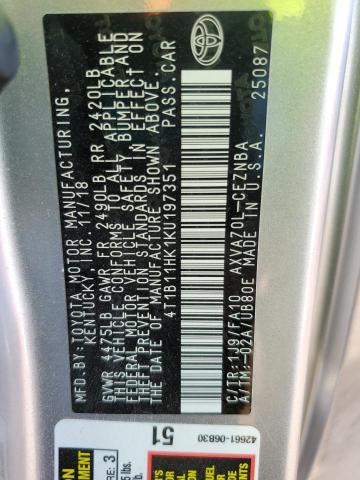 MFD. BY: TOYOTA MOTOR MANUFACTURING,
KENTUCKY, INC. 11/18
GVWR 4475LB GAWR FR 2490LB RR 2420LB
THIS VEHICLE CONFORMS TO ALL APPLICABLE
FEDERAL MOTOR VEHICLE SAFETY, BUMPER AND
THEFT PREVENTION STANDARDS IN EFFECT ON
THE DATE OF MANUFACTURE SHOWN ABOVE.
4T1B11HK1KU197351 PASS.CAR
C/TR:1J9/FA10 AXVA70L-CEZNBA
A/TM:-02A/UB80E MADE IN U.S.A.
25087
TOYOTA
51
42661-06B30